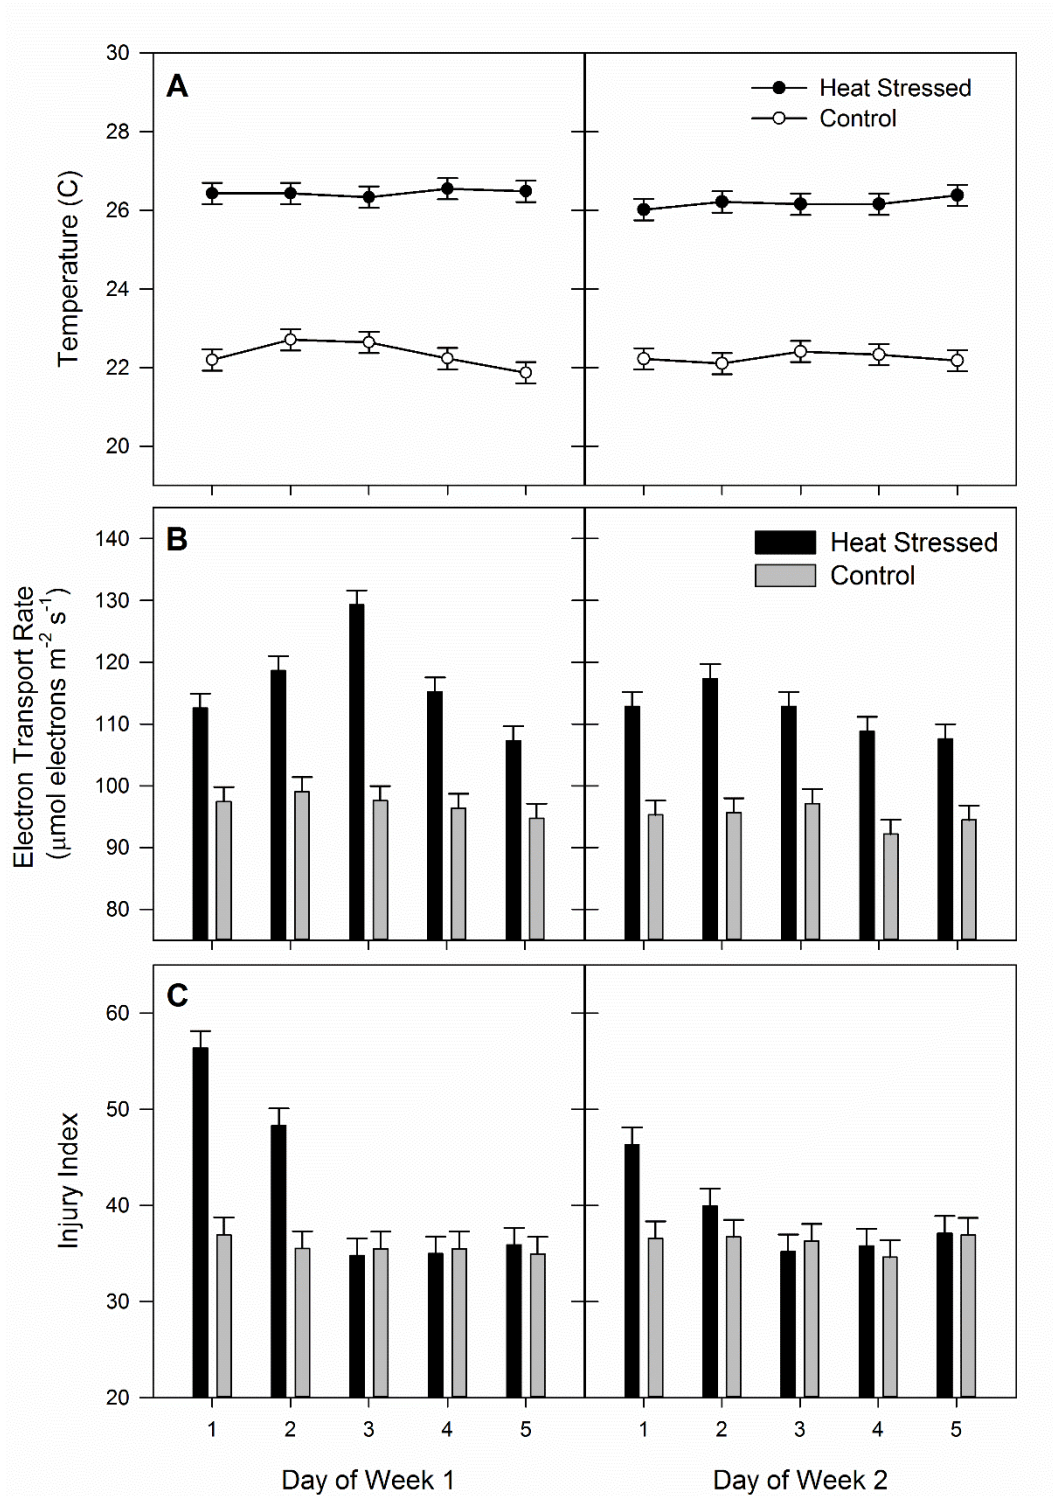 A
Heat Stressed
Control
30
28
26
24
22
20
Temperature (C)
B
Heat Stressed
Control
140
130
120
110
100
90
80
Electron Transport Rate
(μmol electrons m⁻² s⁻¹)
C
60
50
40
30
20
Injury Index
1 2 3 4 5 1 2 3 4 5
Day of Week 1 Day of Week 2